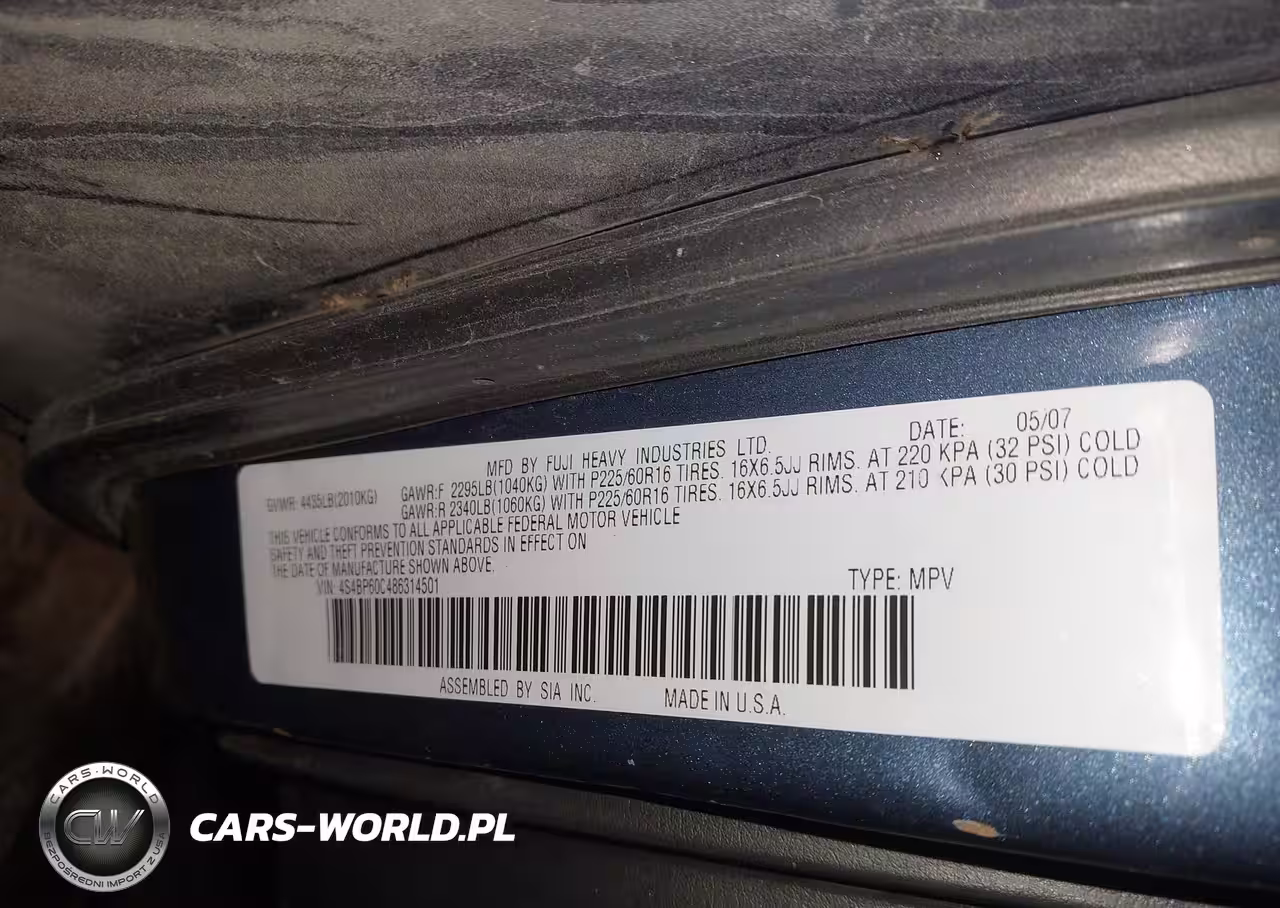 MFD BY FUJI HEAVY INDUSTRIES LTD. DATE: 05/07
GVWR: 4435LB(2010KG) GAWR:F 2295LB(1040KG) WITH P225/60R16 TIRES. 16X6.5JJ RIMS. AT 220 KPA (32 PSI) COLD
GAWR:R 2340LB(1060KG) WITH P225/60R16 TIRES. 16X6.5JJ RIMS. AT 210 KPA (30 PSI) COLD
THIS VEHICLE CONFORMS TO ALL APPLICABLE FEDERAL MOTOR VEHICLE
SAFETY AND THEFT PREVENTION STANDARDS IN EFFECT ON
THE DATE OF MANUFACTURE SHOWN ABOVE.
VIN: 4S4BP60C486314501 TYPE: MPV
ASSEMBLED BY SIA INC. MADE IN U.S.A.
CARS-WORLD
CW
BEZPOŚREDNI IMPORT Z USA
CARS-WORLD.PL